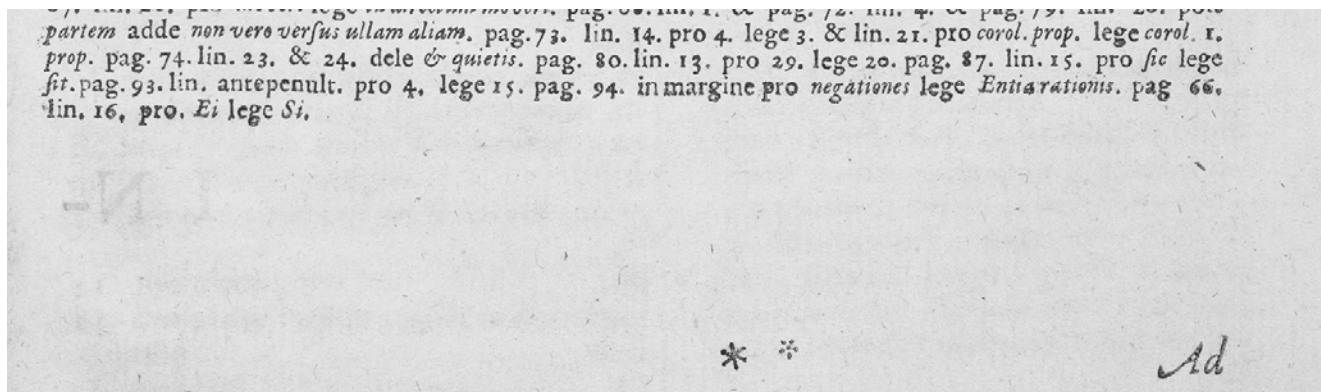 partem adde non vero verſus ullam aliam. pag. 73. lin. 14. pro 4. lege 3. & lin. 21. pro corol. prop. lege corol. 1.
prop. pag. 74. lin. 23. & 24. dele & quietis. pag. 80. lin. 13. pro 29. lege 20. pag. 87. lin. 15. pro ſic lege
ſit. pag. 93. lin. antepenult. pro 4. lege 15. pag. 94. in margine pro negationes lege Entia rationis. pag 66.
lin. 16, pro. Ei lege Si.
* * Ad